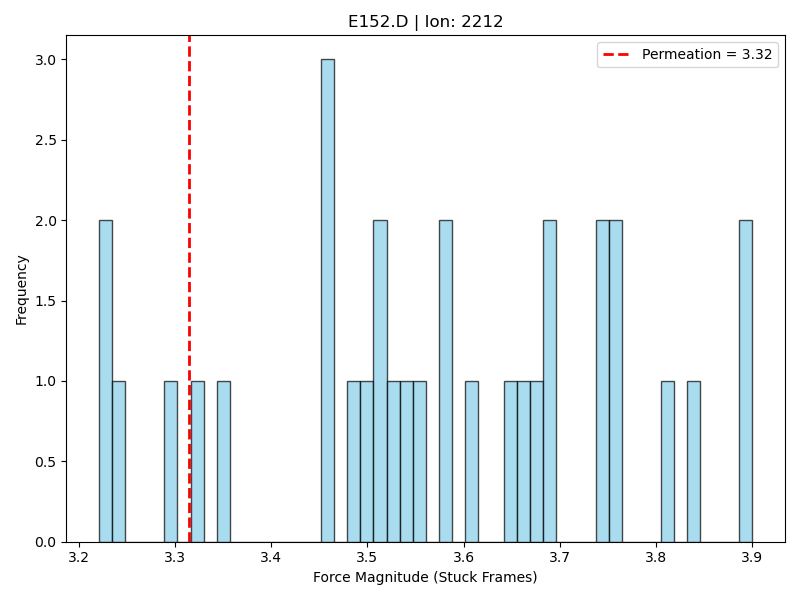 E152.D | Ion: 2212
Permeation = 3.32
Frequency
3.0
2.5
2.0
1.5
1.0
0.5
0.0
3.2 3.3 3.4 3.5 3.6 3.7 3.8 3.9
Force Magnitude (Stuck Frames)